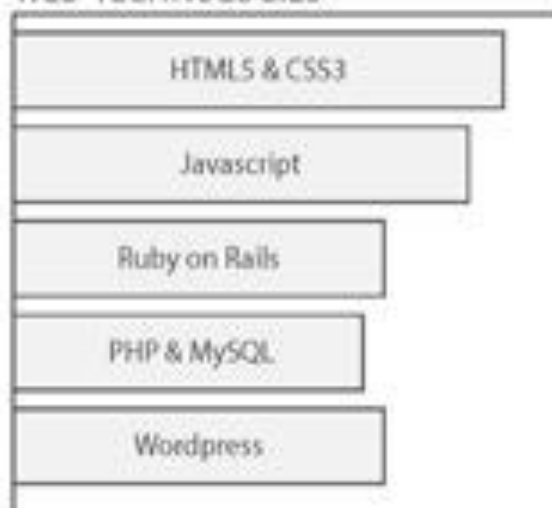 HTML5 & CSS3
Javascript
Ruby on Rails
PHP & MySQL
Wordpress